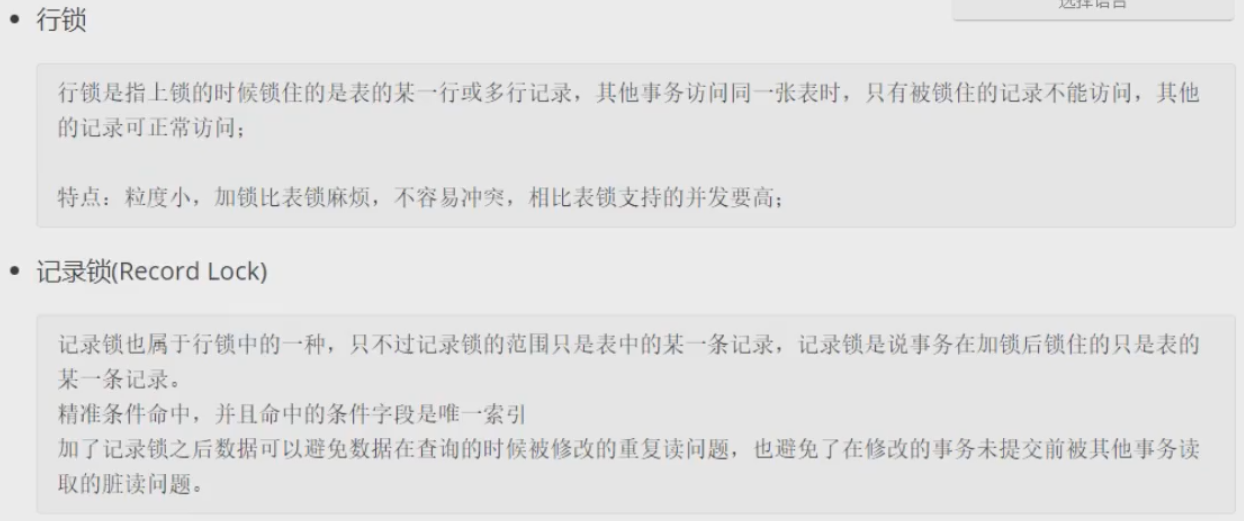 选择语言
行锁
行锁是指上锁的时候锁住的是表的某一行或多行记录，其他事务访问同一张表时，只有被锁住的记录不能访问，其他
的记录可正常访问；
特点：粒度小，加锁比表锁麻烦，不容易冲突，相比表锁支持的并发要高；
记录锁(Record Lock)
记录锁也属于行锁中的一种，只不过记录锁的范围只是表中的某一条记录，记录锁是说事务在加锁后锁住的只是表的
某一条记录。
精准条件命中，并且命中的条件字段是唯一索引
加了记录锁之后数据可以避免数据在查询的时候被修改的重复读问题，也避免了在修改的事务未提交前被其他事务读
取的脏读问题。